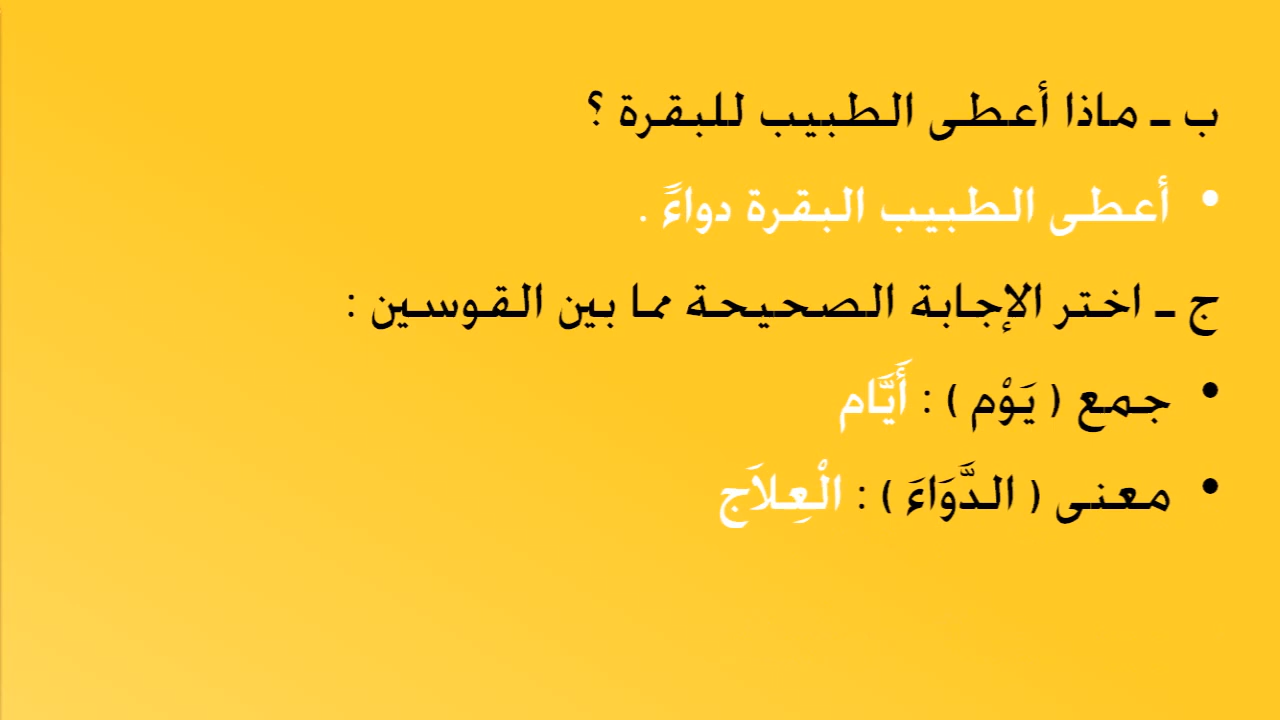 ب ـ ماذا أعطى الطبيب للبقرة ؟
• أعطى الطبيب البقرة دواءً .
ج ـ اختر الإجابة الصحيحة مما بين القوسين :
• جمع ( يَوْم ) : أَيَّام
• معنى ( الدَّوَاءَ ) : الْعِلاَج